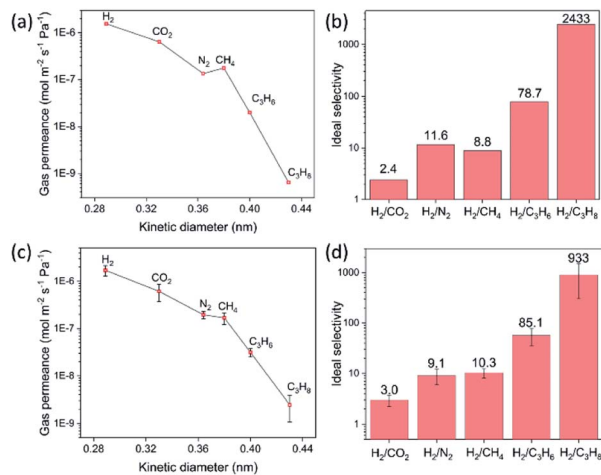 (a)
Gas permeance (mol m⁻² s⁻¹ Pa⁻¹)
1E-6
1E-7
1E-8
1E-9
H₂
CO₂
N₂ CH₄
C₃H₆
C₃H₈
0.28 0.32 0.36 0.40 0.44
Kinetic diameter (nm)
(b)
Ideal selectivity
1000
100
10
1
2.4
11.6
8.8
78.7
2433
H₂/CO₂ H₂/N₂ H₂/CH₄ H₂/C₃H₆ H₂/C₃H₈
(c)
Gas permeance (mol m⁻² s⁻¹ Pa⁻¹)
1E-6
1E-7
1E-8
1E-9
H₂
CO₂
N₂ CH₄
C₃H₆
C₃H₈
0.28 0.32 0.36 0.40 0.44
Kinetic diameter (nm)
(d)
Ideal selectivity
1000
100
10
1
3.0
9.1
10.3
85.1
933
H₂/CO₂ H₂/N₂ H₂/CH₄ H₂/C₃H₆ H₂/C₃H₈